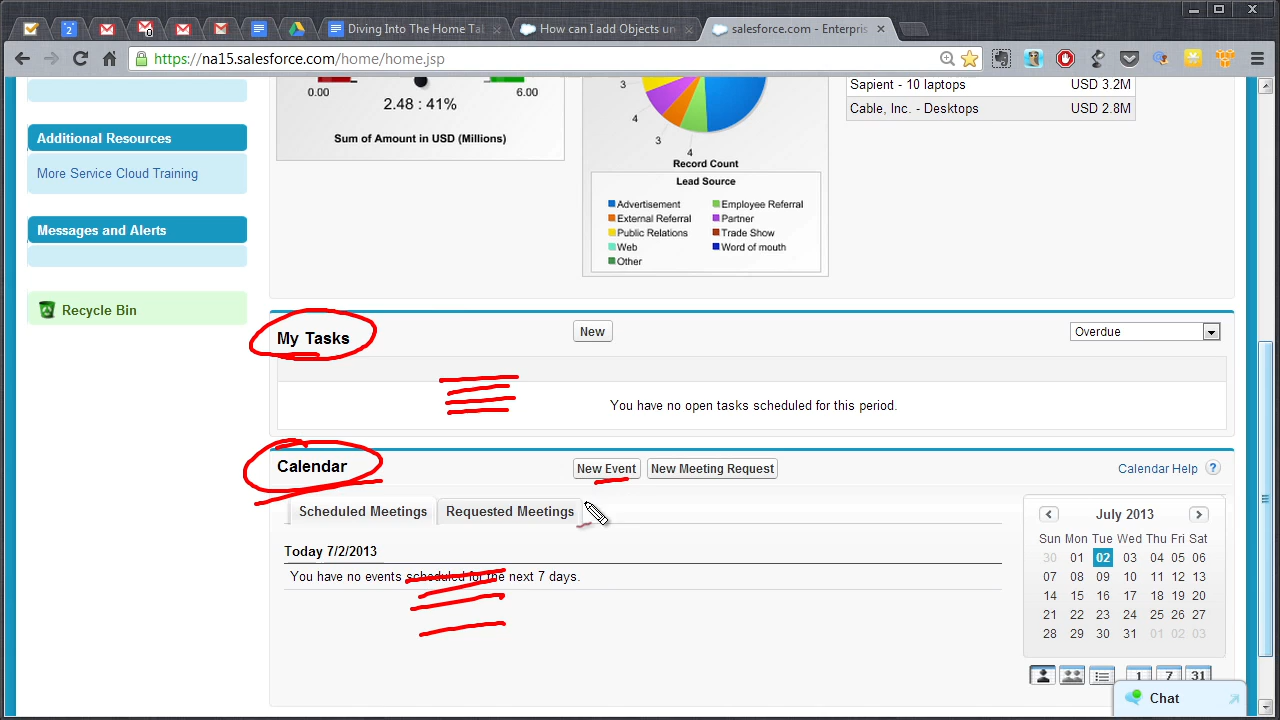 2
0
Diving Into The Home Ta
How can I add Objects un
salesforce.com - Enterpris
https://na15.salesforce.com/home/home.jsp
0.00
6.00
2.48 : 41%
Sum of Amount in USD (Millions)
3
4
3
4
Record Count
Lead Source
Advertisement
Employee Referral
External Referral
Partner
Public Relations
Trade Show
Web
Word of mouth
Other
Sapient - 10 laptops USD 3.2M
Cable, Inc. - Desktops USD 2.8M
Additional Resources
More Service Cloud Training
Messages and Alerts
Recycle Bin
My Tasks
New
Overdue
You have no open tasks scheduled for this period.
Calendar
New Event
New Meeting Request
Calendar Help ?
Scheduled Meetings
Requested Meetings
Today 7/2/2013
You have no events scheduled for the next 7 days.
July 2013
Sun Mon Tue Wed Thu Fri Sat
30 01 02 03 04 05 06
07 08 09 10 11 12 13
14 15 16 17 18 19 20
21 22 23 24 25 26 27
28 29 30 31 01 02 03
1 7 31
Chat